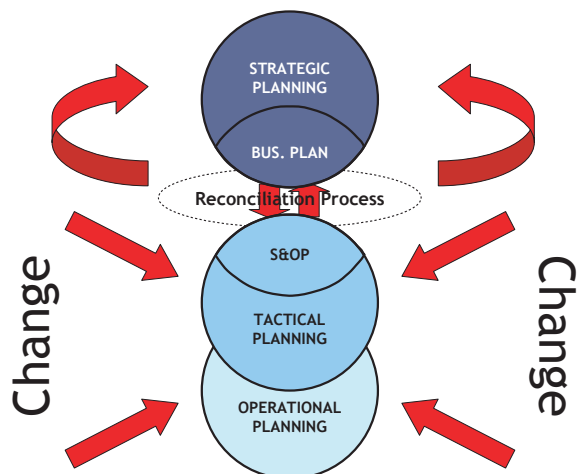 STRATEGIC
PLANNING
BUS. PLAN
Reconciliation Process
S&OP
TACTICAL
PLANNING
OPERATIONAL
PLANNING
Change
Change